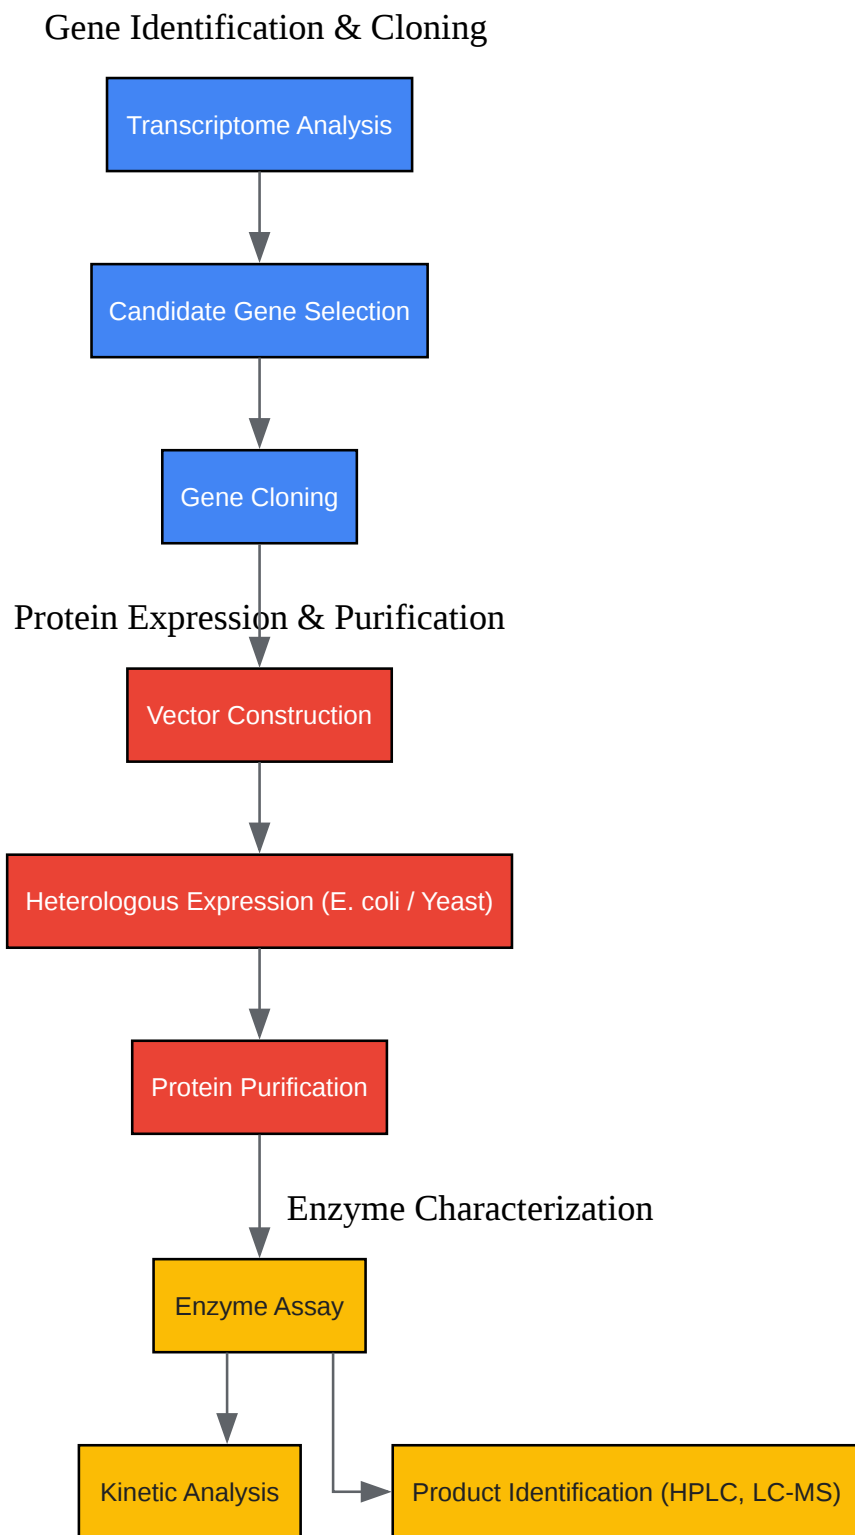 Gene Identification & Cloning
Transcriptome Analysis
Candidate Gene Selection
Gene Cloning
Protein Expression & Purification
Vector Construction
Heterologous Expression (E. coli / Yeast)
Protein Purification
Enzyme Characterization
Enzyme Assay
Kinetic Analysis
Product Identification (HPLC, LC-MS)